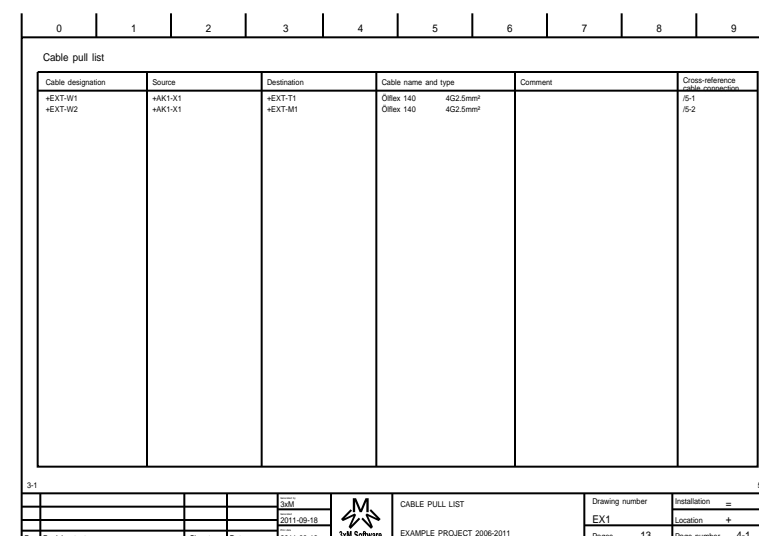 0 1 2 3 4 5 6 7 8 9
Cable pull list
Cable designation Source Destination Cable name and type Comment Cross-reference
cable connection
+EXT-W1 +AK1-X1 +EXT-T1 Ölflex 140 4G2.5mm² /5-1
+EXT-W2 +AK1-X1 +EXT-M1 Ölflex 140 4G2.5mm² /5-2
3-1
3xM M CABLE PULL LIST Drawing number Installation =
2011-09-18 EX1 Location +
3xM Software EXAMPLE PROJECT 2006-2011 Pages 13 Page number 4-1